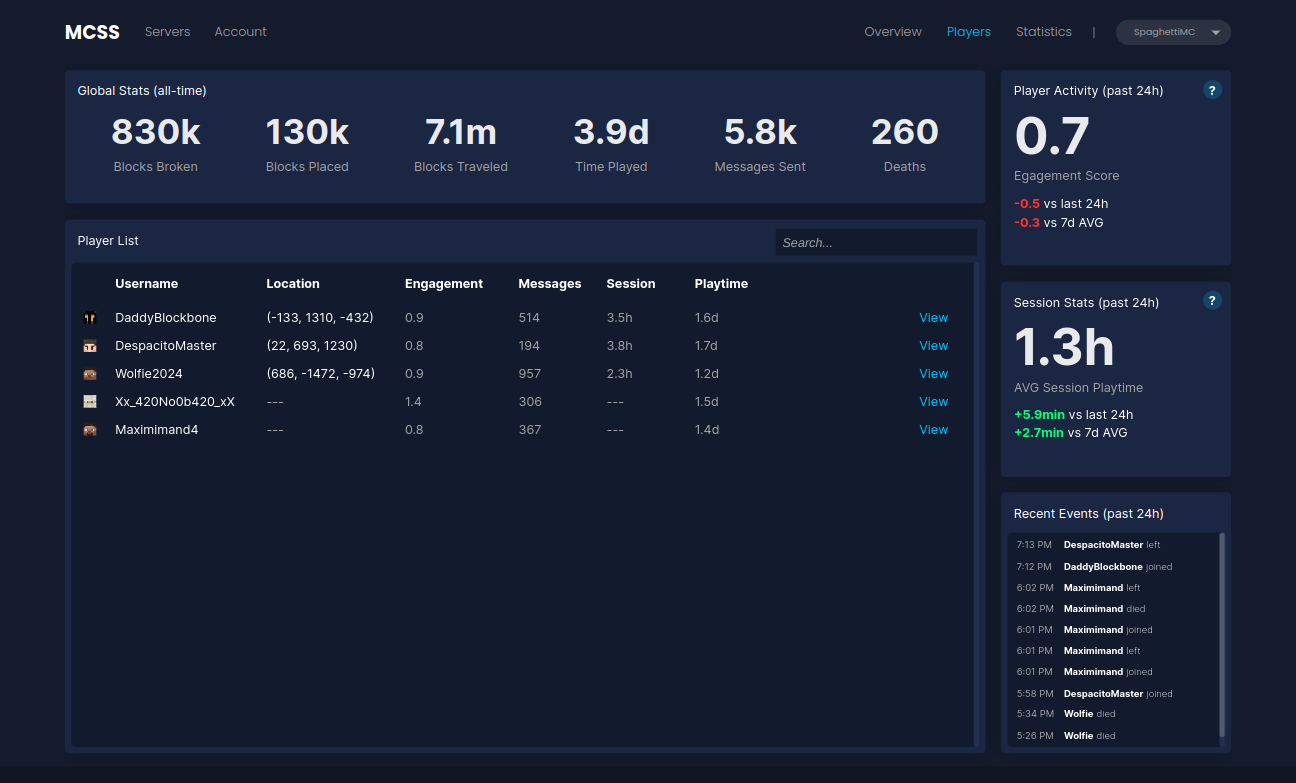 MCSS Servers Account Overview Players Statistics | SpaghettiMC
Global Stats (all-time)
830k 130k 7.1m 3.9d 5.8k 260
Blocks Broken Blocks Placed Blocks Traveled Time Played Messages Sent Deaths
Player Activity (past 24h) ?
0.7
Egagement Score
-0.5 vs last 24h
-0.3 vs 7d AVG
Player List Search...
Username Location Engagement Messages Session Playtime
DaddyBlockbone (-133, 1310, -432) 0.9 514 3.5h 1.6d View
DespacitoMaster (22, 693, 1230) 0.8 194 3.8h 1.7d View
Wolfie2024 (686, -1472, -974) 0.9 957 2.3h 1.2d View
Xx_420No0b420_xX --- 1.4 306 --- 1.5d View
Maximimand4 --- 0.8 367 --- 1.4d View
Session Stats (past 24h) ?
1.3h
AVG Session Playtime
+5.9min vs last 24h
+2.7min vs 7d AVG
Recent Events (past 24h)
7:13 PM DespacitoMaster left
7:12 PM DaddyBlockbone joined
6:02 PM Maximimand left
6:02 PM Maximimand died
6:01 PM Maximimand joined
6:01 PM Maximimand left
6:01 PM Maximimand joined
5:58 PM DespacitoMaster joined
5:34 PM Wolfie died
5:26 PM Wolfie died